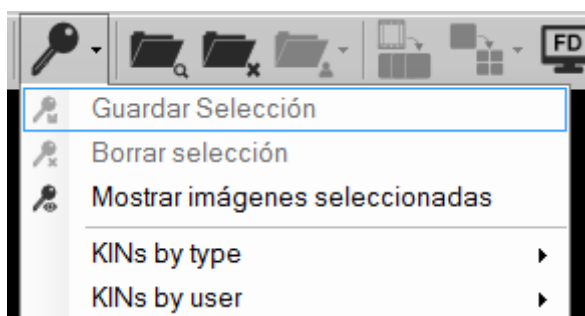 FD
Guardar Selección
Borrar selección
Mostrar imágenes seleccionadas
KINs by type
KINs by user